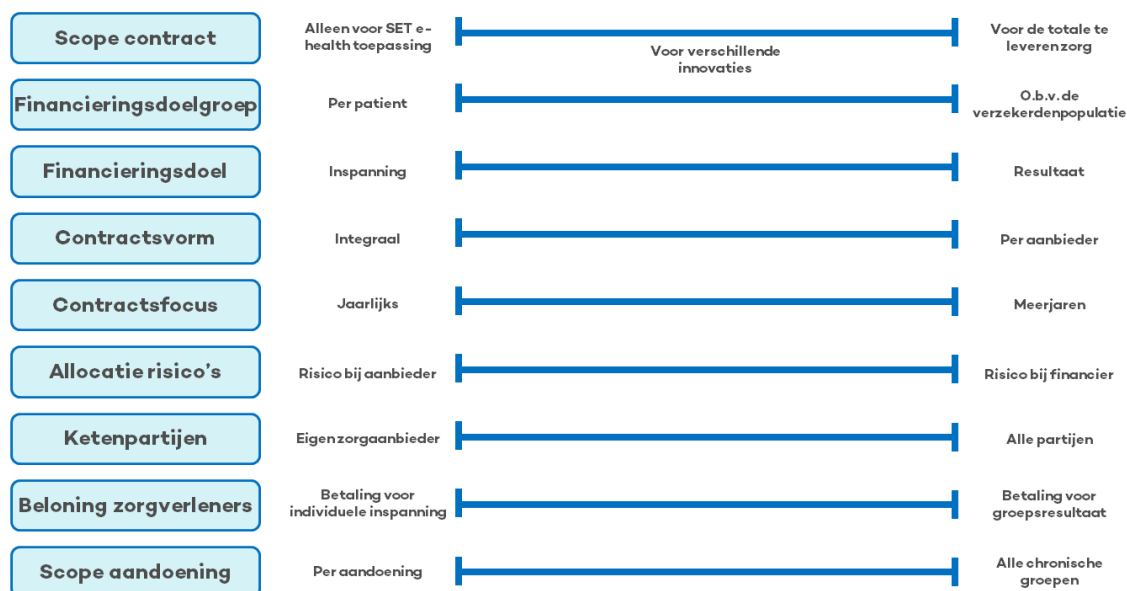 Scope contract
Alleen voor SET e-
health toepassing
Voor verschillende
innovaties
Voor de totale te
leveren zorg
Financieringsdoelgroep
Per patient
O.b.v. de
verzekerdenpopulatie
Financieringsdoel
Inspanning
Resultaat
Contractsvorm
Integraal
Per aanbieder
Contractsfocus
Jaarlijks
Meerjaren
Allocatie risico's
Risico bij aanbieder
Risico bij financier
Ketenpartijen
Eigen zorgaanbieder
Alle partijen
Beloning zorgverleners
Betaling voor
individuele inspanning
Betaling voor
groepsresultaat
Scope aandoening
Per aandoening
Alle chronische
groepen